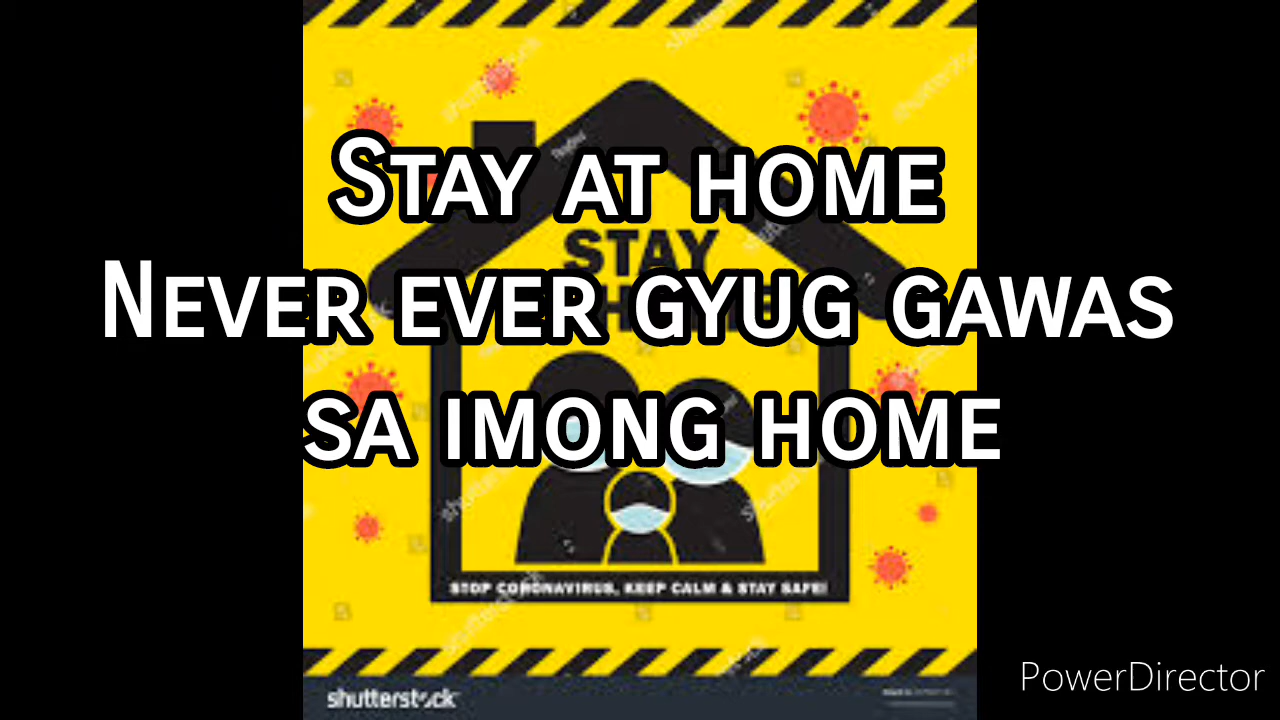 Stay at home
STAY
Never ever gyug gawas
sa imong home
STOP CORONAVIRUS, KEEP CALM & STAY SAFE!
shutterstock
PowerDirector